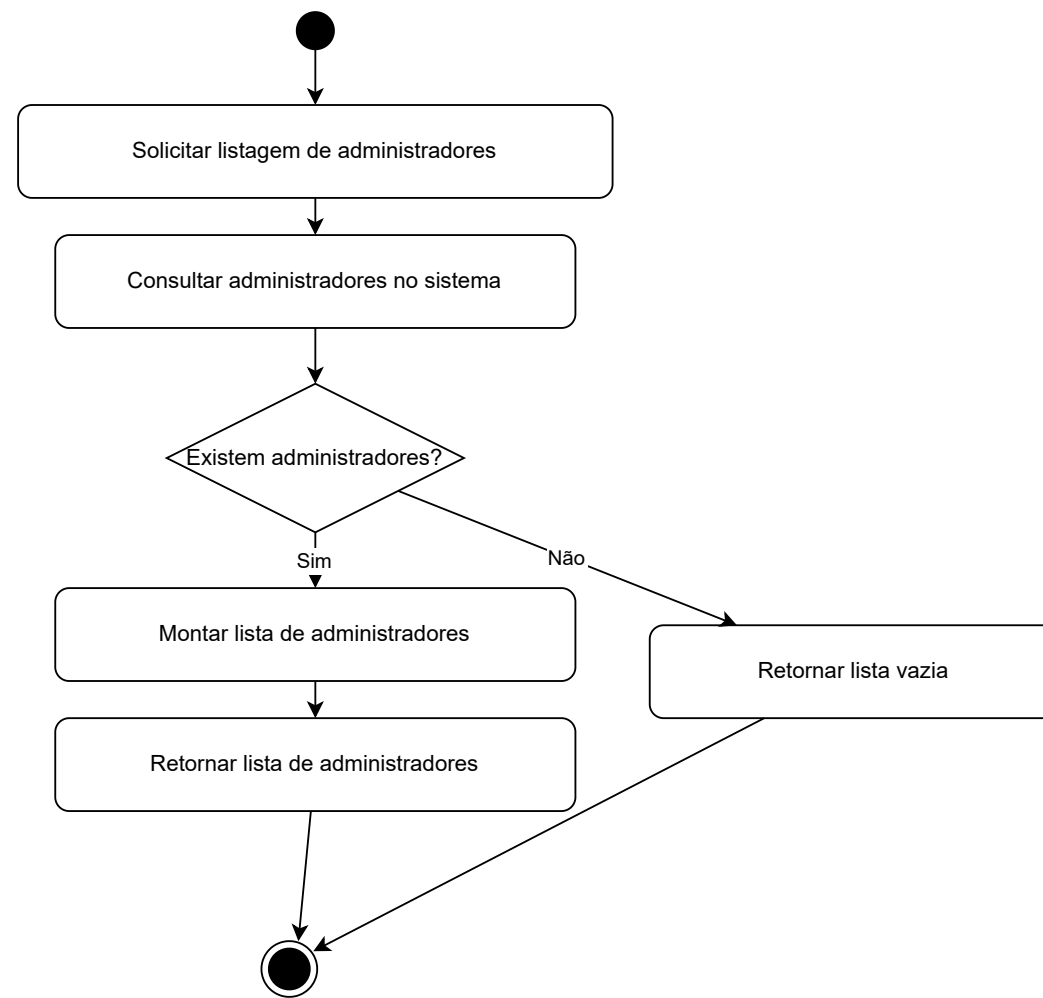 Solicitar listagem de administradores
Consultar administradores no sistema
Existem administradores?
Não
Sim
Montar lista de administradores
Retornar lista vazia
Retornar lista de administradores